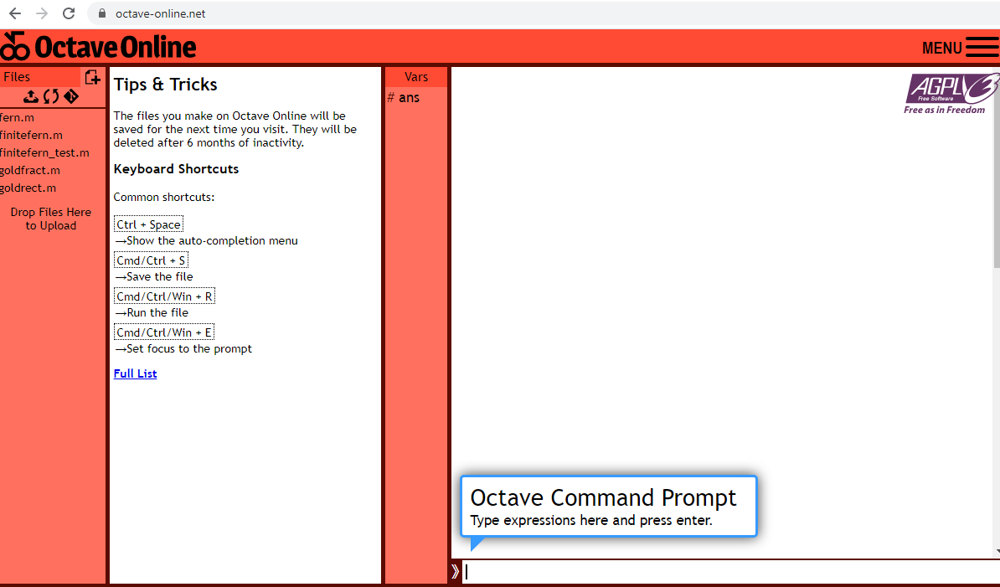 octave-online.net
Octave Online
MENU
Files
fern.m
finitefern.m
finitefern_test.m
goldfract.m
goldrect.m
Drop Files Here
to Upload
Tips & Tricks
The files you make on Octave Online will be
saved for the next time you visit. They will be
deleted after 6 months of inactivity.
Keyboard Shortcuts
Common shortcuts:
Ctrl + Space
→Show the auto-completion menu
Cmd/Ctrl + S
→Save the file
Cmd/Ctrl/Win + R
→Run the file
Cmd/Ctrl/Win + E
→Set focus to the prompt
Full List
Vars
# ans
AGPLv3
Free Software
Free as in Freedom
Octave Command Prompt
Type expressions here and press enter.
》